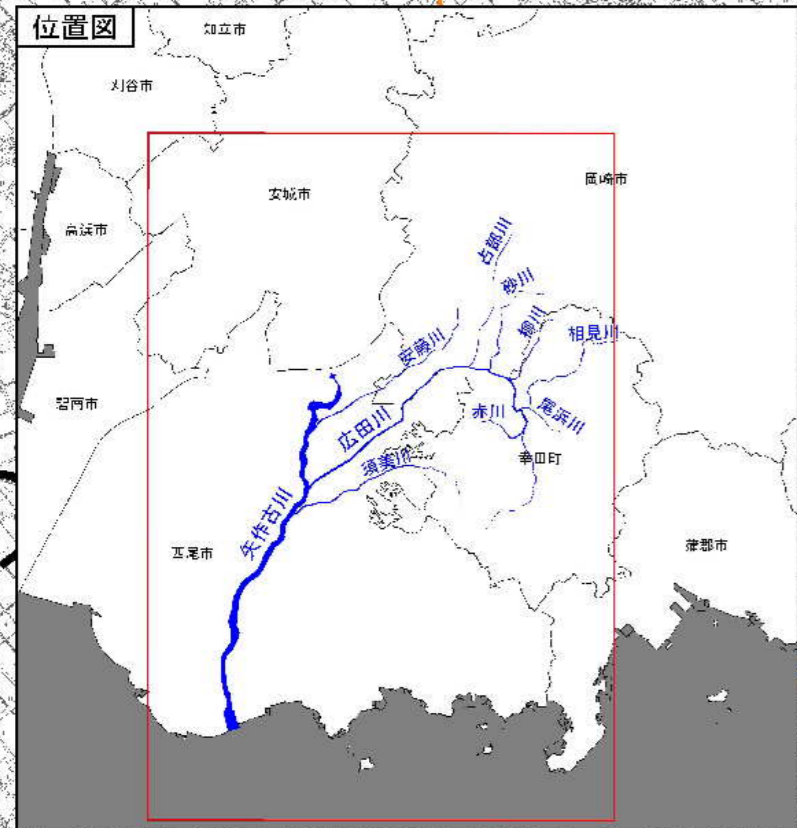 位置図
知立市
刈谷市
岡崎市
安城市
高浜市
占部川
砂川
柳川
相見川
安藤川
碧南市
広田川
赤川
尾浜川
須美川
幸田町
矢作古川
西尾市
蒲郡市